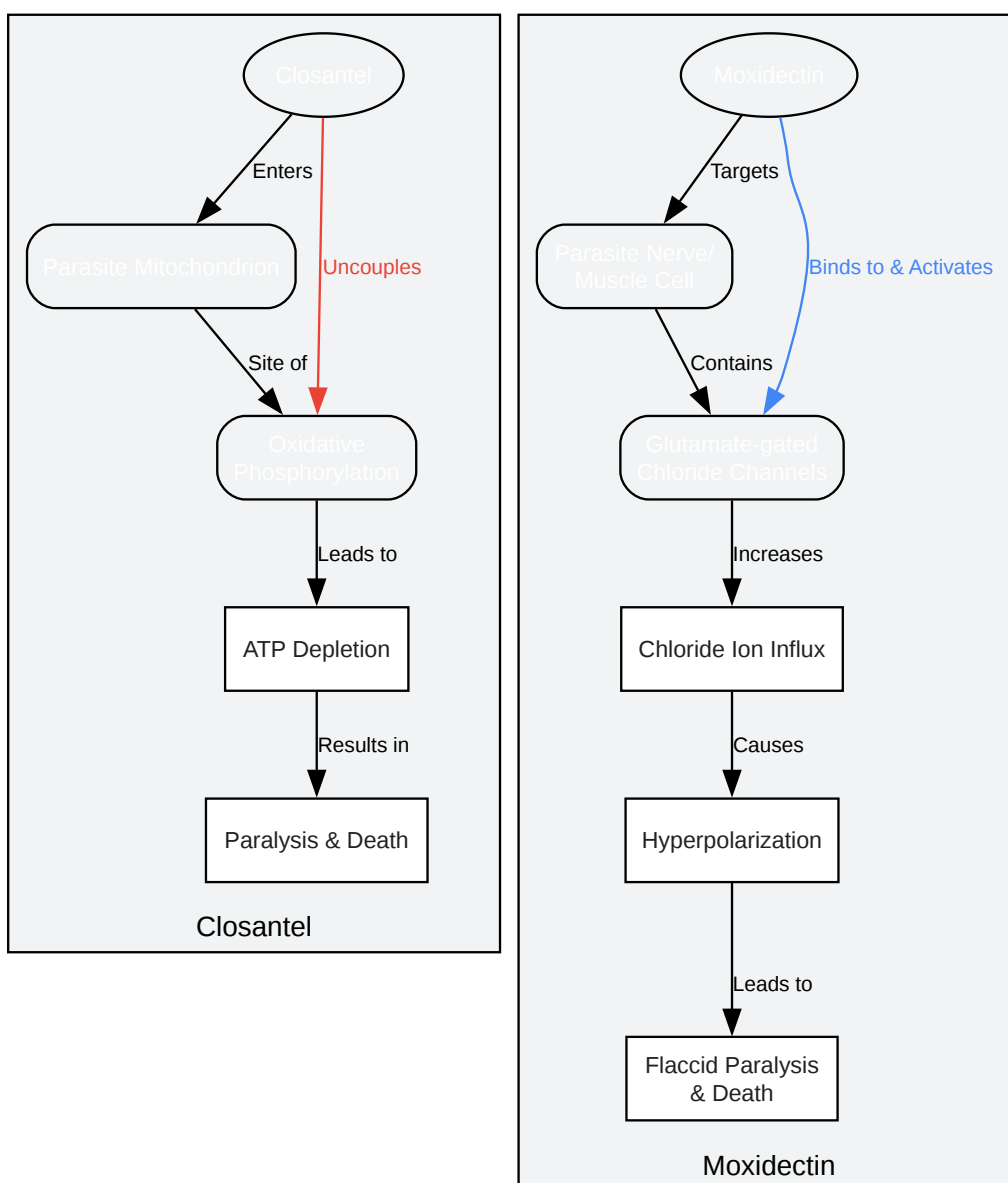 Closantel
Enters
Uncouples
Parasite Mitochondrion
Site of
Oxidative
Phosphorylation
Leads to
ATP Depletion
Results in
Paralysis & Death
Closantel
Moxidectin
Targets
Binds to & Activates
Parasite Nerve/
Muscle Cell
Contains
Glutamate-gated
Chloride Channels
Increases
Chloride Ion Influx
Causes
Hyperpolarization
Leads to
Flaccid Paralysis
& Death
Moxidectin